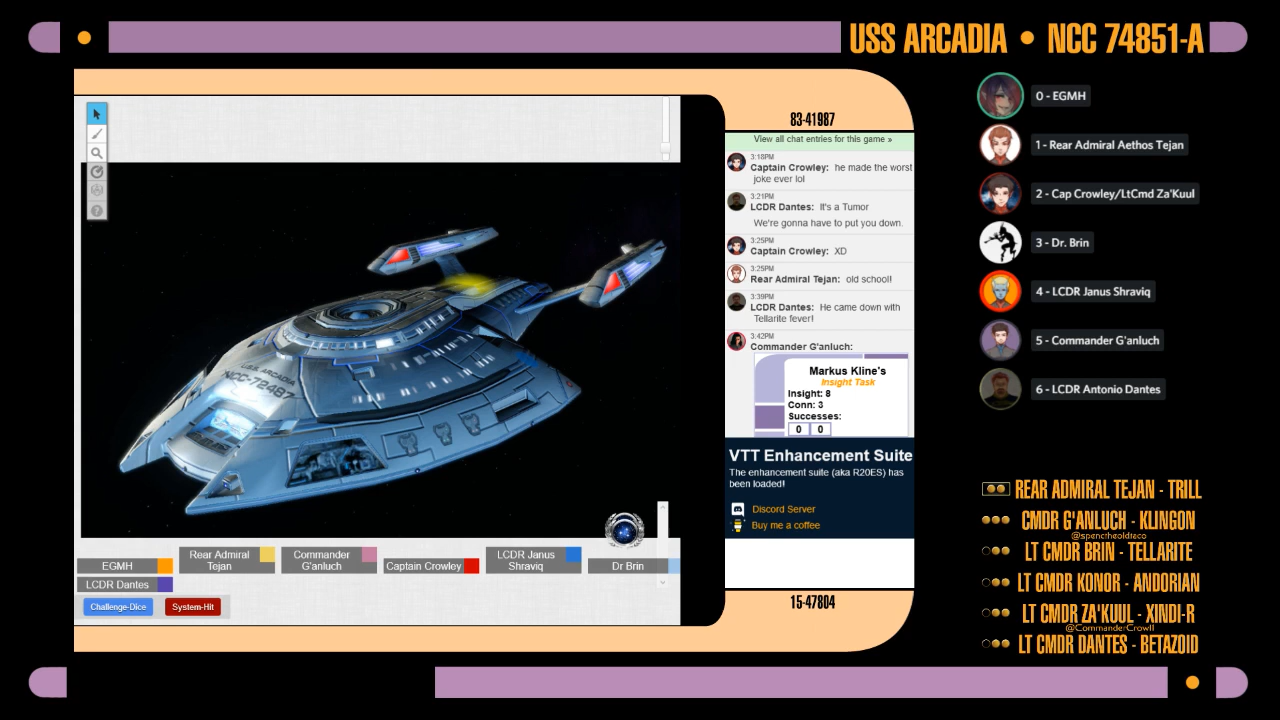 USS ARCADIA • NCC 74851-A
83-41987
View all chat entries for this game »
3:18PM
Captain Crowley: he made the worst
joke ever lol
3:21PM
LCDR Dantes: It's a Tumor
We're gonna have to put you down.
3:25PM
Captain Crowley: XD
3:25PM
Rear Admiral Tejan: old school!
3:39PM
LCDR Dantes: He came down with
Tellarite fever!
3:42PM
Commander G'anluch:
Markus Kline's
Insight Task
Insight: 8
Conn: 3
Successes:
0 0
VTT Enhancement Suite
The enhancement suite (aka R20ES) has
been loaded!
Discord Server
Buy me a coffee
15-47804
USS ARCADIA
NCC-72487
EGMH
Rear Admiral
Tejan
Commander
G'anluch
Captain Crowley
LCDR Janus
Shraviq
Dr Brin
LCDR Dantes
Challenge-Dice
System-Hit
0 - EGMH
1 - Rear Admiral Aethos Tejan
2 - Cap Crowley/LtCmd Za'Kuul
3 - Dr. Brin
4 - LCDR Janus Shraviq
5 - Commander G'anluch
6 - LCDR Antonio Dantes
REAR ADMIRAL TEJAN - TRILL
CMDR G'ANLUCH - KLINGON
@spenctheoldtaco
LT CMDR BRIN - TELLARITE
LT CMDR KONOR - ANDORIAN
LT CMDR ZA'KUUL - XINDI-R
LT CMDR DANTES - BETAZOID